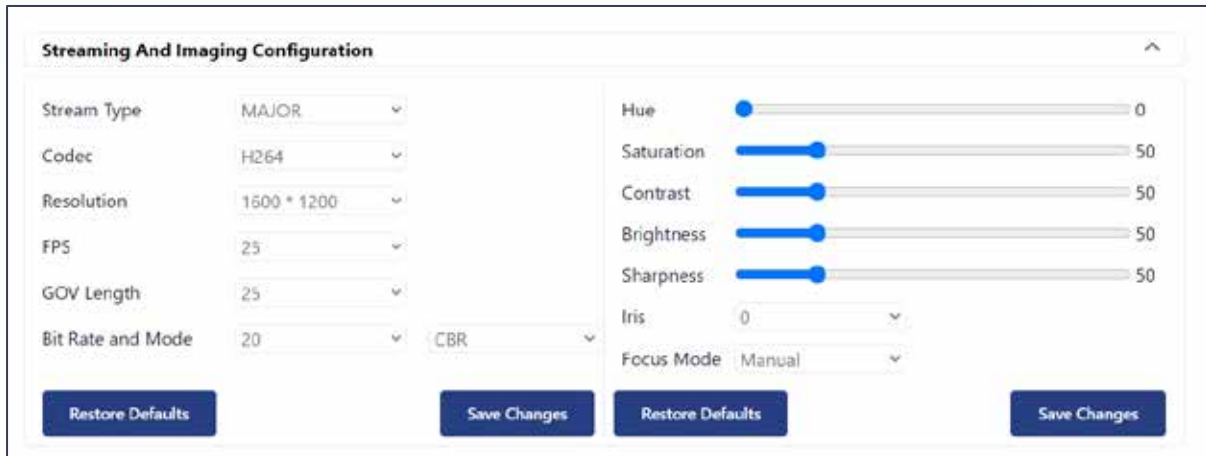 Streaming And Imaging Configuration
Stream Type MAJOR
Codec H264
Resolution 1600 * 1200
FPS 25
GOV Length 25
Bit Rate and Mode 20 CBR
Restore Defaults Save Changes
Hue 0
Saturation 50
Contrast 50
Brightness 50
Sharpness 50
Iris 0
Focus Mode Manual
Restore Defaults Save Changes